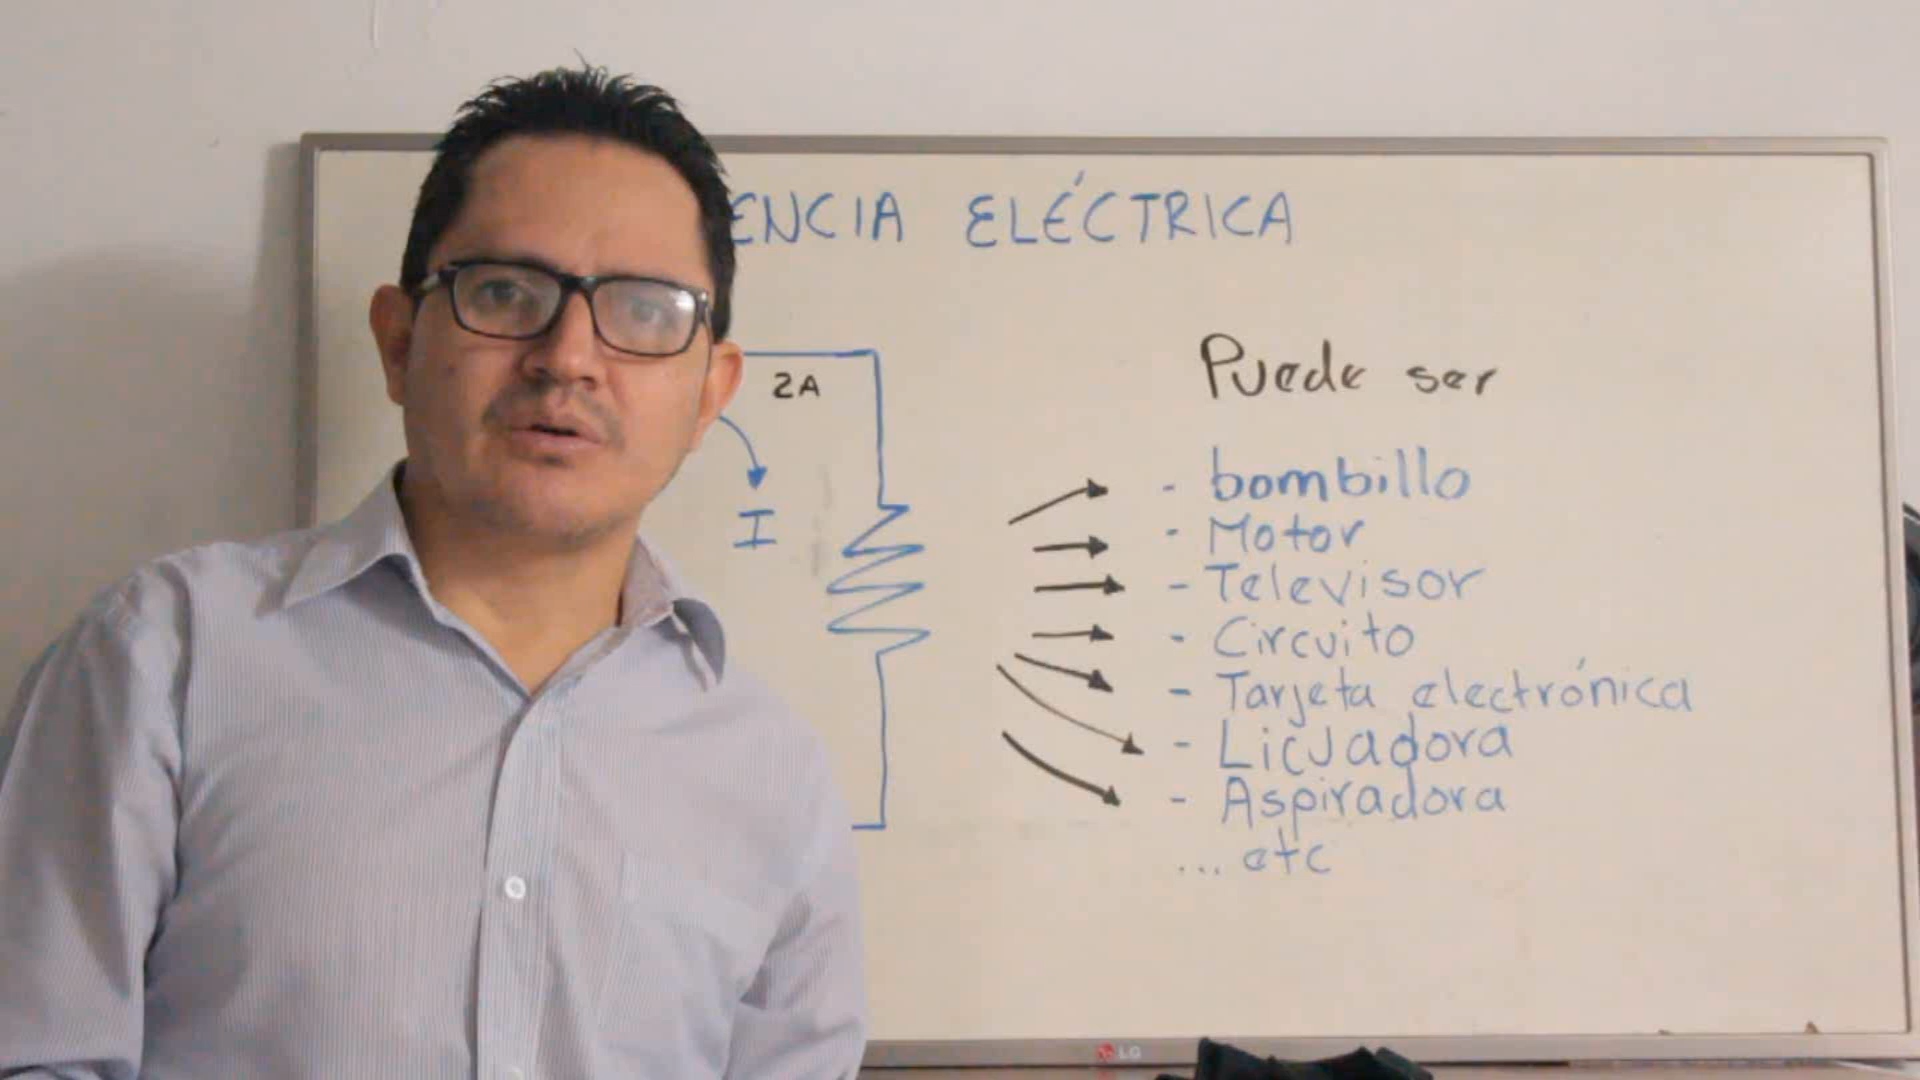 ENCIA ELÉCTRICA
2A
I
Puede ser
- bombillo
- Motor
- Televisor
- Circuito
- Tarjeta electrónica
- Licuadora
- Aspiradora
... etc
LG